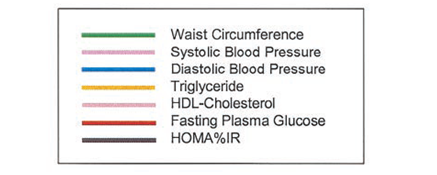 Waist Circumference
Systolic Blood Pressure
Diastolic Blood Pressure
Triglyceride
HDL-Cholesterol
Fasting Plasma Glucose
HOMA%IR